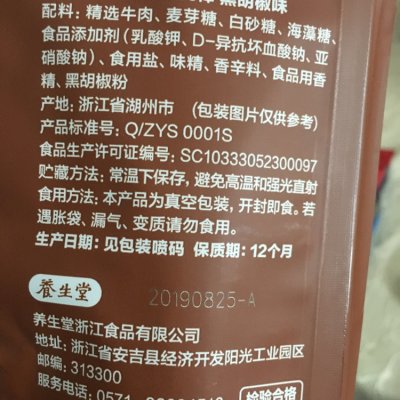 黑胡椒味
配料：精选牛肉、麦芽糖、白砂糖、海藻糖、
食品添加剂（乳酸钾、D-异抗坏血酸钠、亚
硝酸钠）、食用盐、味精、香辛料、食品用香
精、黑胡椒粉
产地：浙江省湖州市 （包装图片仅供参考）
产品标准号：Q/ZYS 0001S
食品生产许可证编号：SC10333052300097
贮藏方法：常温下保存，避免高温和强光直射
食用方法：本产品为真空包装，开封即食。若
遇胀袋、漏气、变质请勿食用。
生产日期：见包装喷码 保质期：12个月
养生堂
20190825-A
养生堂浙江食品有限公司
地址：浙江省安吉县经济开发阳光工业园区
邮编：313300
服务电话：0571
检验合格